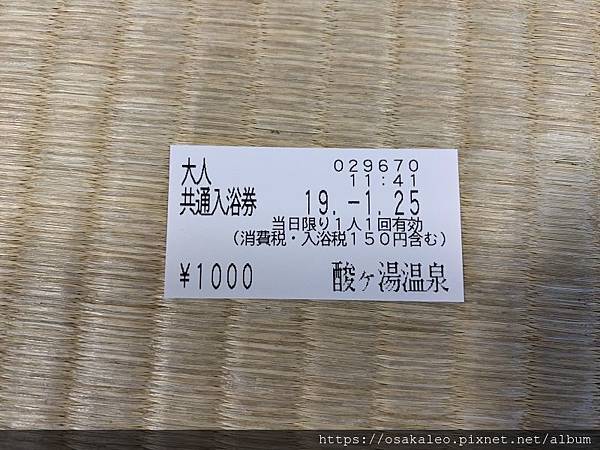 大人 029670
11:41
共通入浴券 19.-1.25
当日限り1人1回有効
(消費税・入浴税150円含む)
¥1000 酸ヶ湯温泉
https://osakaleo.pixnet.net/album